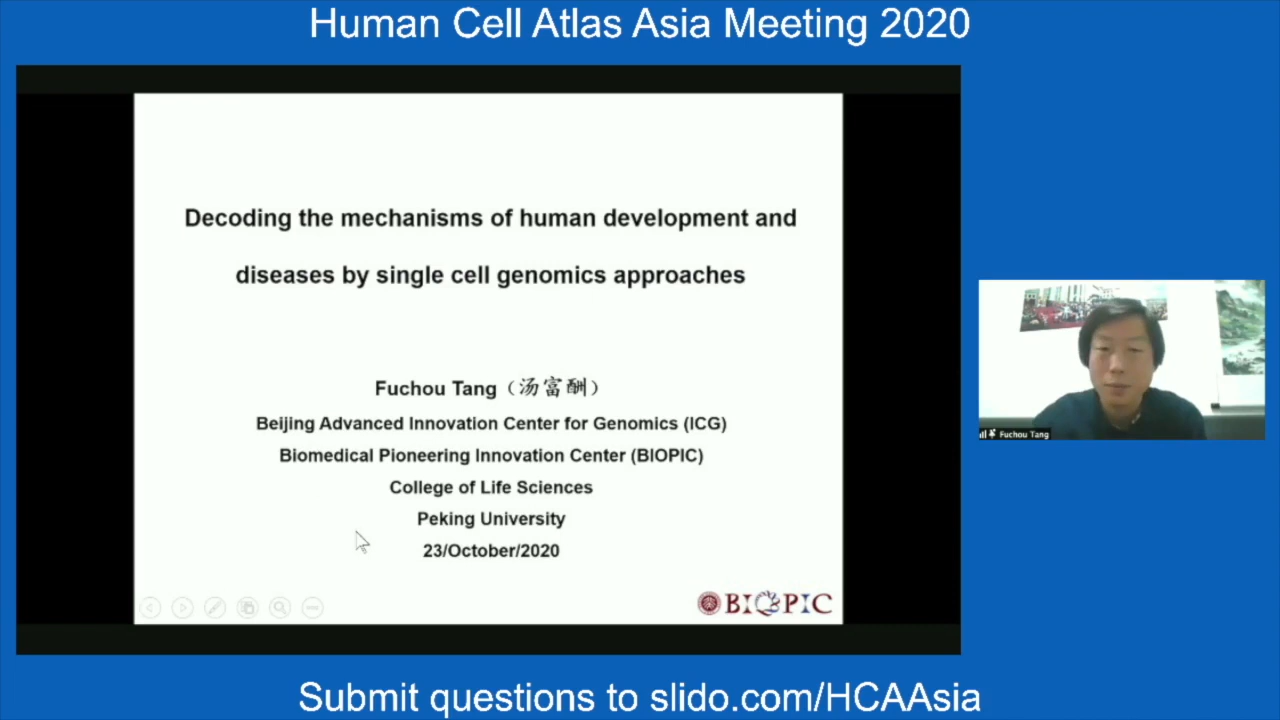 Human Cell Atlas Asia Meeting 2020
Decoding the mechanisms of human development and
diseases by single cell genomics approaches
Fuchou Tang（汤富酬）
Beijing Advanced Innovation Center for Genomics (ICG)
Biomedical Pioneering Innovation Center (BIOPIC)
College of Life Sciences
Peking University
23/October/2020
BIOPIC
Fuchou Tang
Submit questions to slido.com/HCAAsia